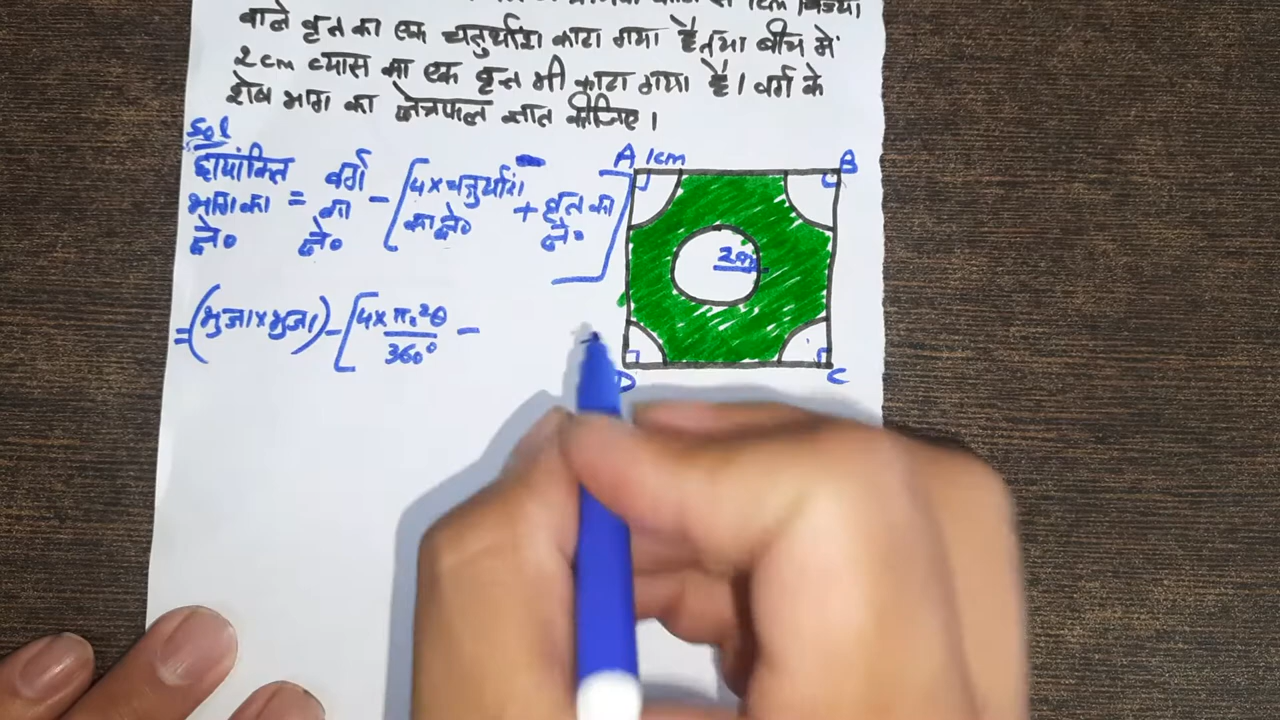 वाले वृत्त का एक चतुर्थांश काटा गया है तथा बीच में
2cm व्यास का एक वृत्त भी काटा गया है। वर्ग के
शेष भाग का क्षेत्रफल ज्ञात कीजिए।
Sol
छायांकित भाग का क्षे० = वर्ग का क्षे० - [4×चतुर्थांश का क्षे० + वृत्त का क्षे०]
=(भुजा×भुजा) - [4×πr²θ/360° -
A 1cm B
2cm
D C